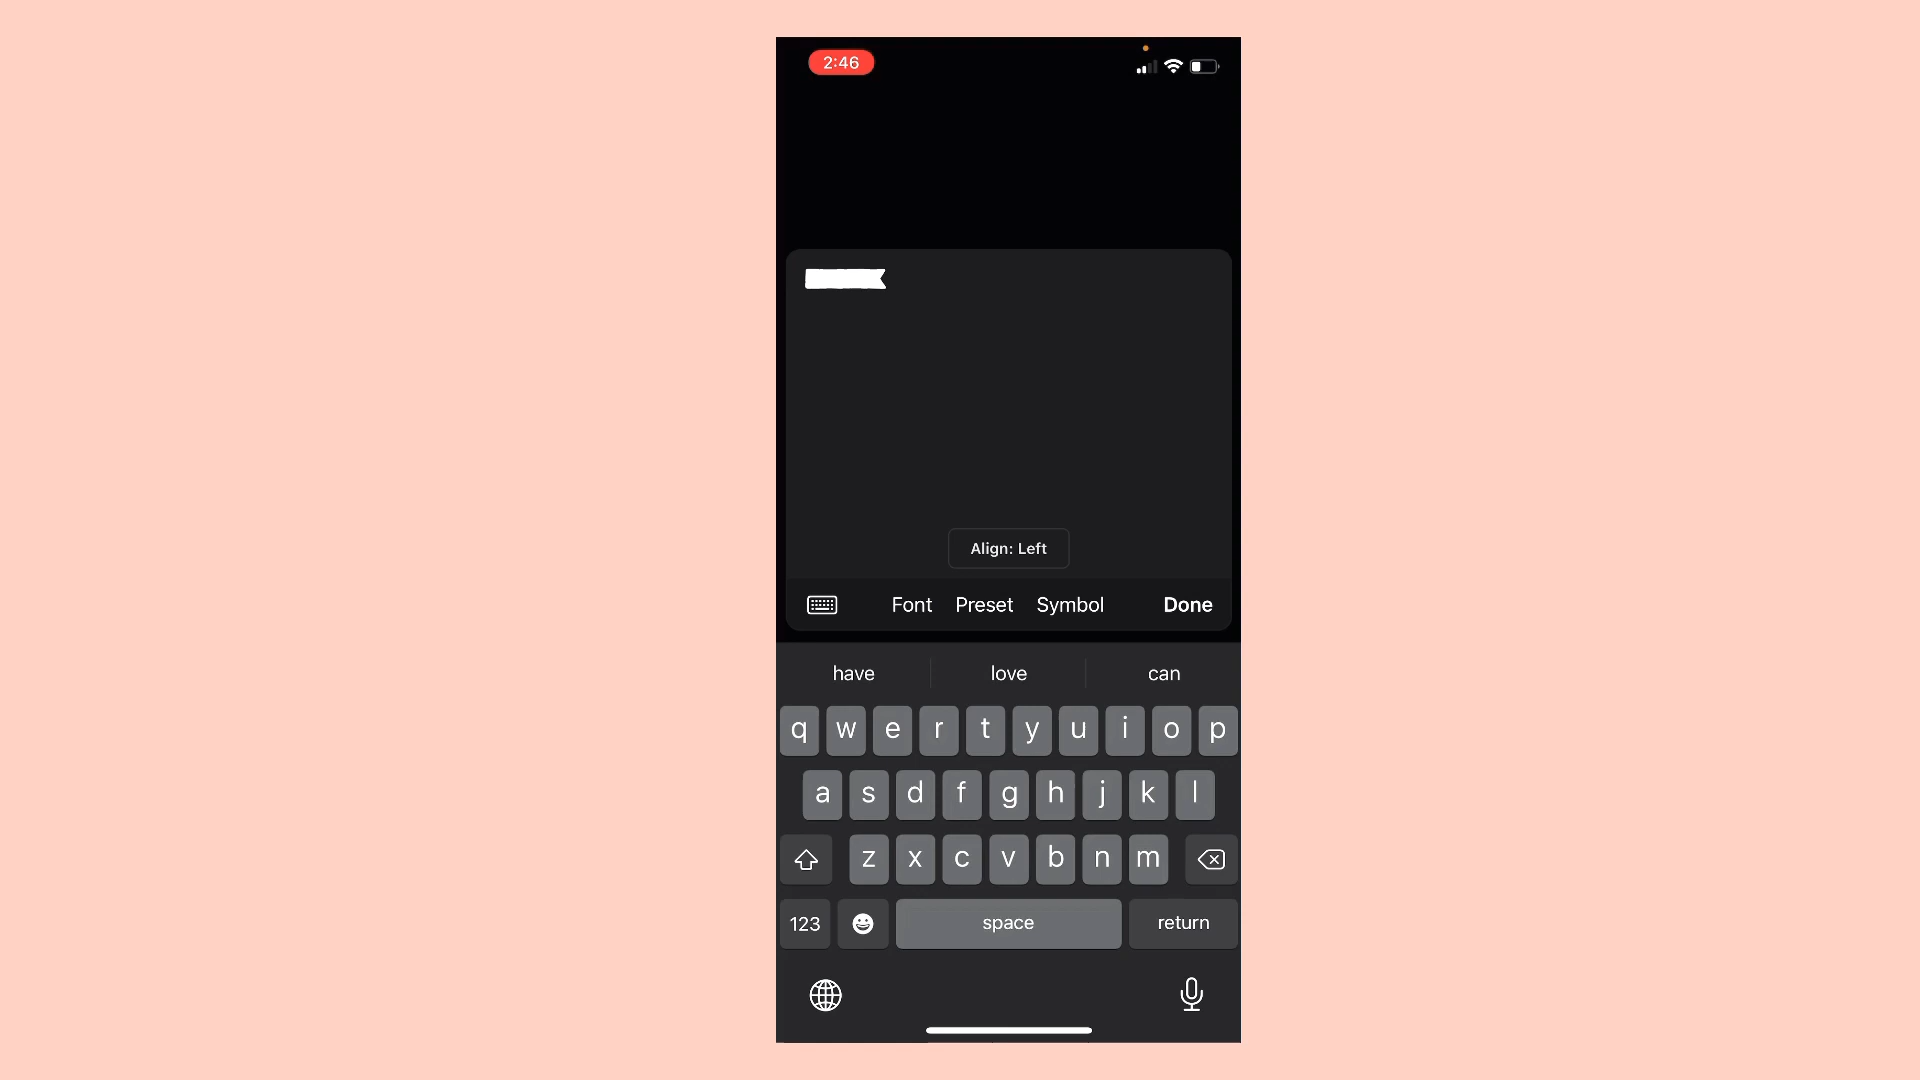 2:46
Align: Left
Font Preset Symbol Done
have love can
q w e r t y u i o p
a s d f g h j k l
z x c v b n m
123 space return